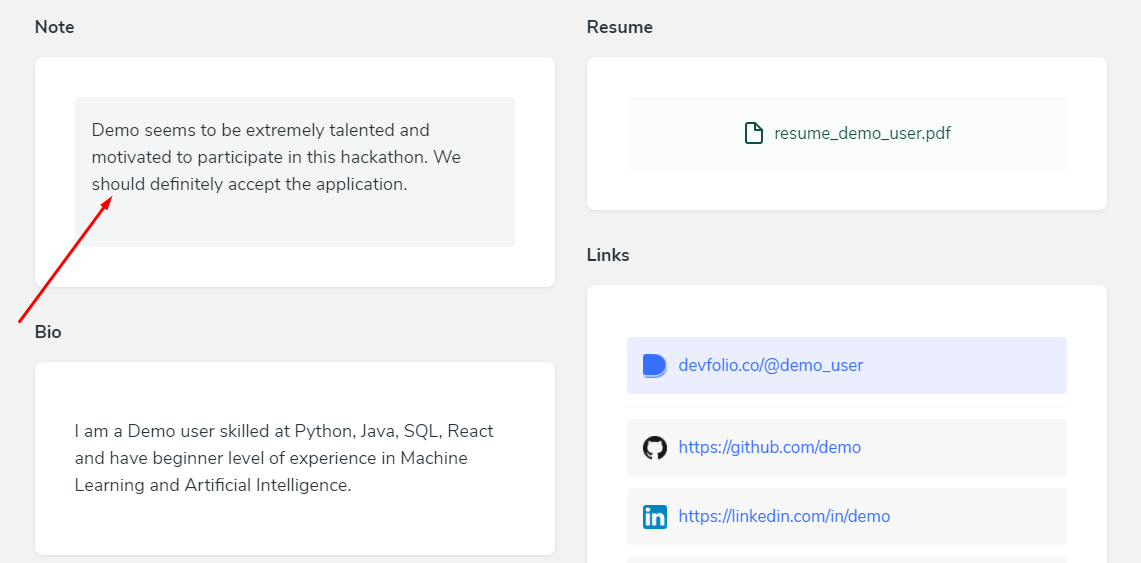 Note
Demo seems to be extremely talented and
motivated to participate in this hackathon. We
should definitely accept the application.
Bio
I am a Demo user skilled at Python, Java, SQL, React
and have beginner level of experience in Machine
Learning and Artificial Intelligence.
Resume
resume_demo_user.pdf
Links
devfolio.co/@demo_user
https://github.com/demo
https://linkedin.com/in/demo